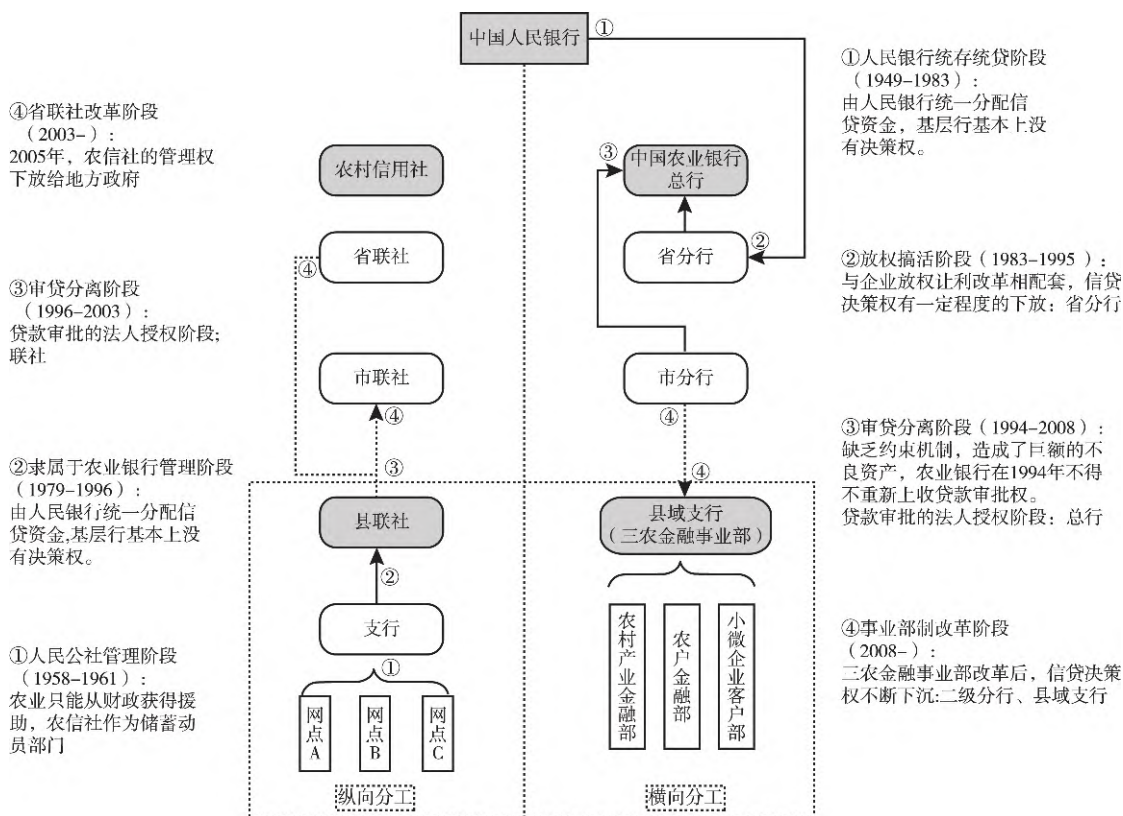 中国人民银行
①
④省联社改革阶段
(2003-):
2005年，农信社的管理权
下放给地方政府
③审贷分离阶段
(1996-2003):
贷款审批的法人授权阶段;
联社
②隶属于农业银行管理阶段
(1979-1996):
由人民银行统一分配信
贷资金,基层行基本上没
有决策权。
①人民公社管理阶段
(1958-1961):
农业只能从财政获得援
助，农信社作为储蓄动
员部门
农村信用社
④
省联社
市联社
④
③
县联社
②
支行
①
网点A
网点B
网点C
纵向分工
③
中国农业银行
总行
②
省分行
市分行
④
④
县域支行
(三农金融事业部)
农村产业金融部
农户金融部
小微企业客户部
横向分工
①人民银行统存统贷阶段
(1949-1983):
由人民银行统一分配信
贷资金，基层行基本上没
有决策权。
②放权搞活阶段(1983-1995):
与企业放权让利改革相配套，信贷
决策权有一定程度的下放：省分行
③审贷分离阶段(1994-2008):
缺乏约束机制，造成了巨额的不
良资产，农业银行在1994年不得
不重新上收贷款审批权。
贷款审批的法人授权阶段：总行
④事业部制改革阶段
(2008-):
三农金融事业部改革后，信贷决策
权不断下沉:二级分行、县域支行